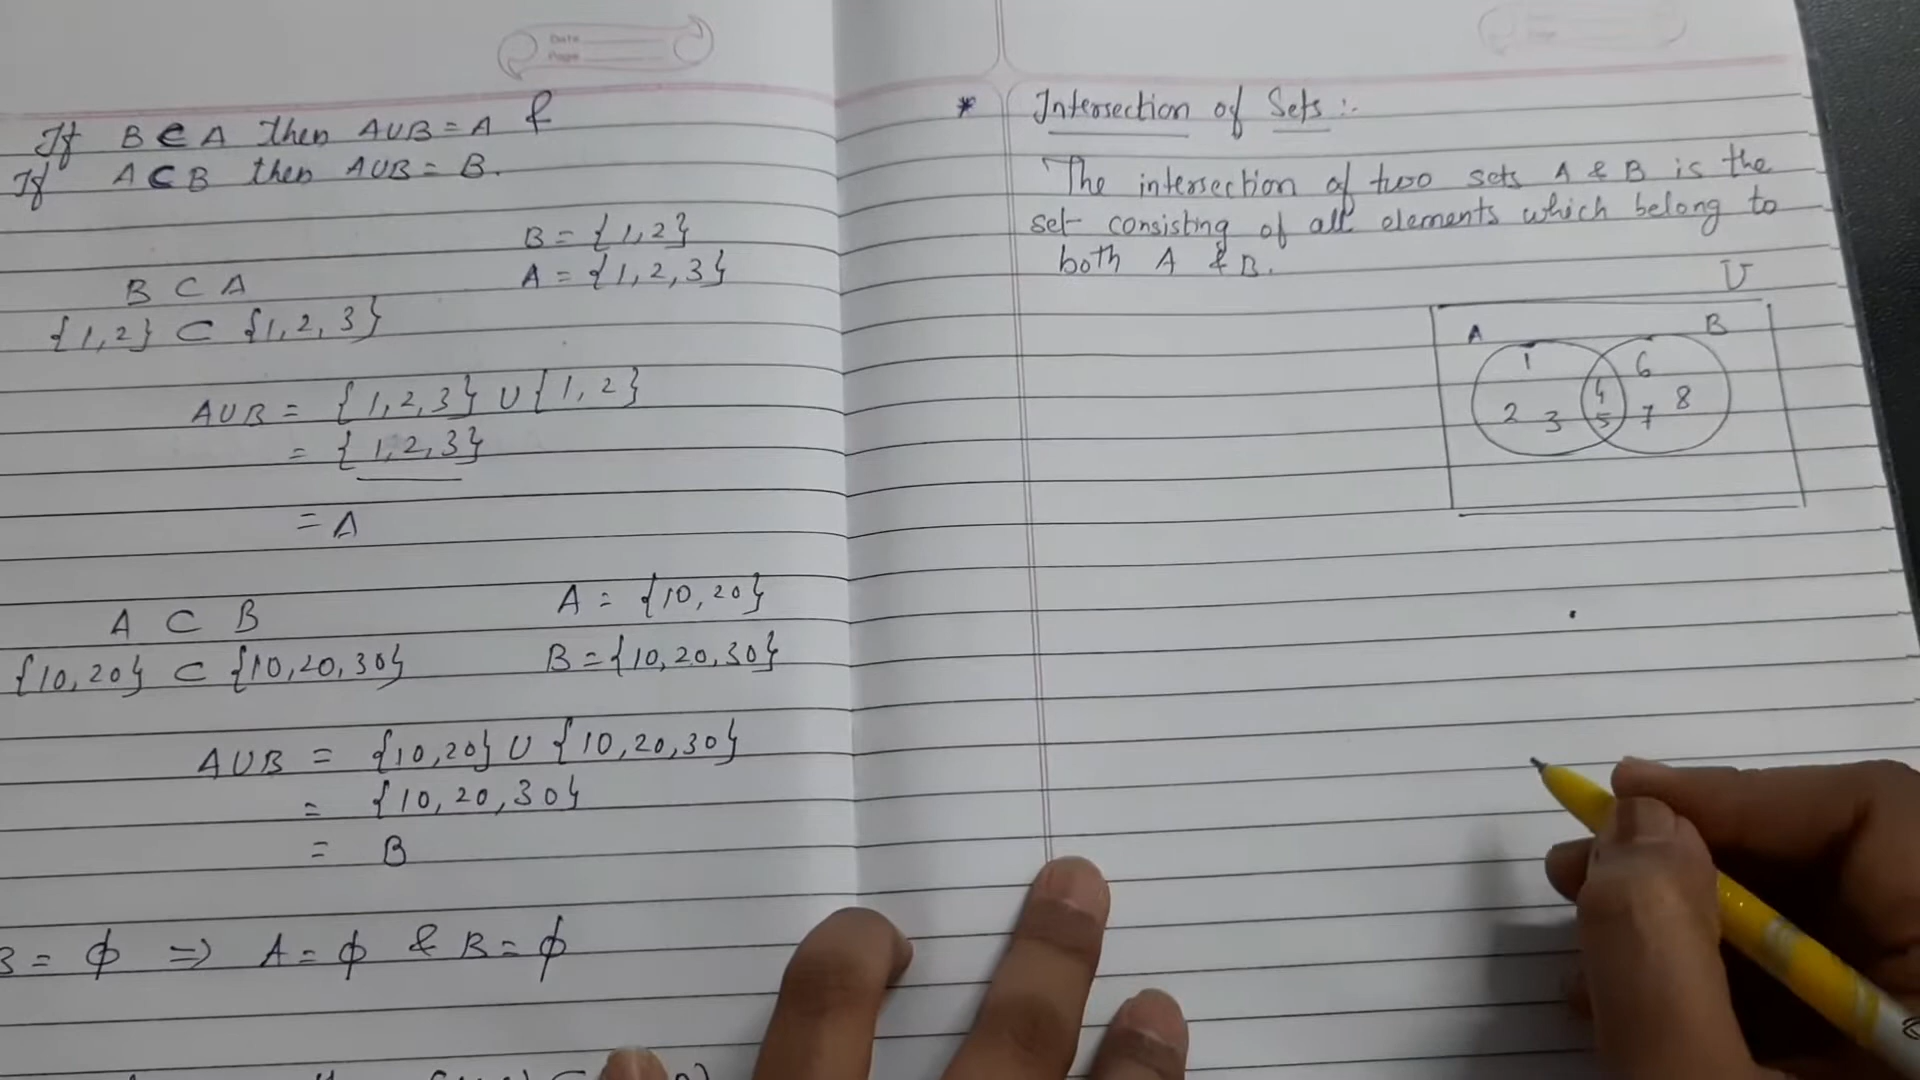 Date
Page
If B ⊂ A then A∪B = A &
If A ⊂ B then A∪B = B.
B = {1,2}
A = {1,2,3}
B ⊂ A
{1,2} ⊂ {1,2,3}
A∪B = {1,2,3} ∪ {1,2}
= {1,2,3}
= A
A ⊂ B
A = {10,20}
{10,20} ⊂ {10,20,30}
B = {10,20,30}
A∪B = {10,20} ∪ {10,20,30}
= {10,20,30}
= B
B = ϕ ⇒ A = ϕ & B = ϕ
* Intersection of Sets :-
The intersection of two sets A & B is the
set consisting of all elements which belong to
both A & B.
U
A B
1 6
4
2 3 5 7 8